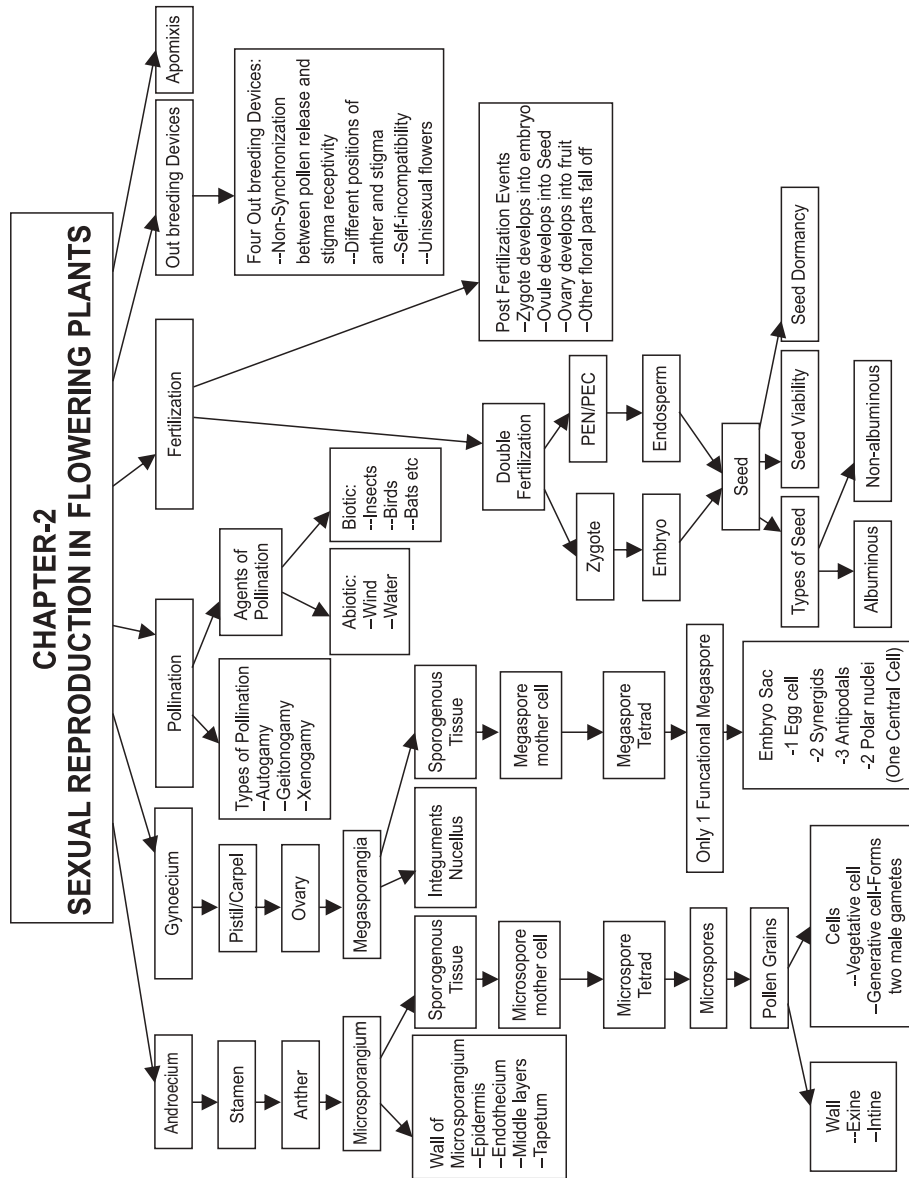 CHAPTER-2
SEXUAL REPRODUCTION IN FLOWERING PLANTS
Androecium
Stamen
Anther
Microsporangium
Wall of
Microsporangium
–Epidermis
–Endothecium
–Middle layers
–Tapetum
Sporogenous
Tissue
Microsopore
mother cell
Microspore
Tetrad
Microspores
Pollen Grains
Wall
--Exine
–Intine
Cells
--Vegetative cell
–Generative cell-Forms
two male gametes
Gynoecium
Pistil/Carpel
Ovary
Megasporangia
Integuments
Nucellus
Sporogenous
Tissue
Megaspore
mother cell
Megaspore
Tetrad
Only 1 Funcational Megaspore
Embryo Sac
-1 Egg cell
-2 Synergids
-3 Antipodals
-2 Polar nuclei
(One Central Cell)
Pollination
Types of Pollination
–Autogamy
–Geitonogamy
–Xenogamy
Agents of
Pollination
Abiotic:
–Wind
–Water
Biotic:
--Insects
--Birds
--Bats etc
Fertilization
Double
Fertilization
Zygote
Embryo
PEN/PEC
Endosperm
Seed
Types of Seed
Albuminous
Non-albuminous
Seed Viability
Seed Dormancy
Post Fertilization Events
–Zygote develops into embryo
–Ovule develops into Seed
–Ovary develops into fruit
–Other floral parts fall off
Out breeding Devices
Four Out breeding Devices:
--Non-Synchronization
between pollen release and
stigma receptivity
--Different positions of
anther and stigma
--Self-incompatibility
--Unisexual flowers
Apomixis